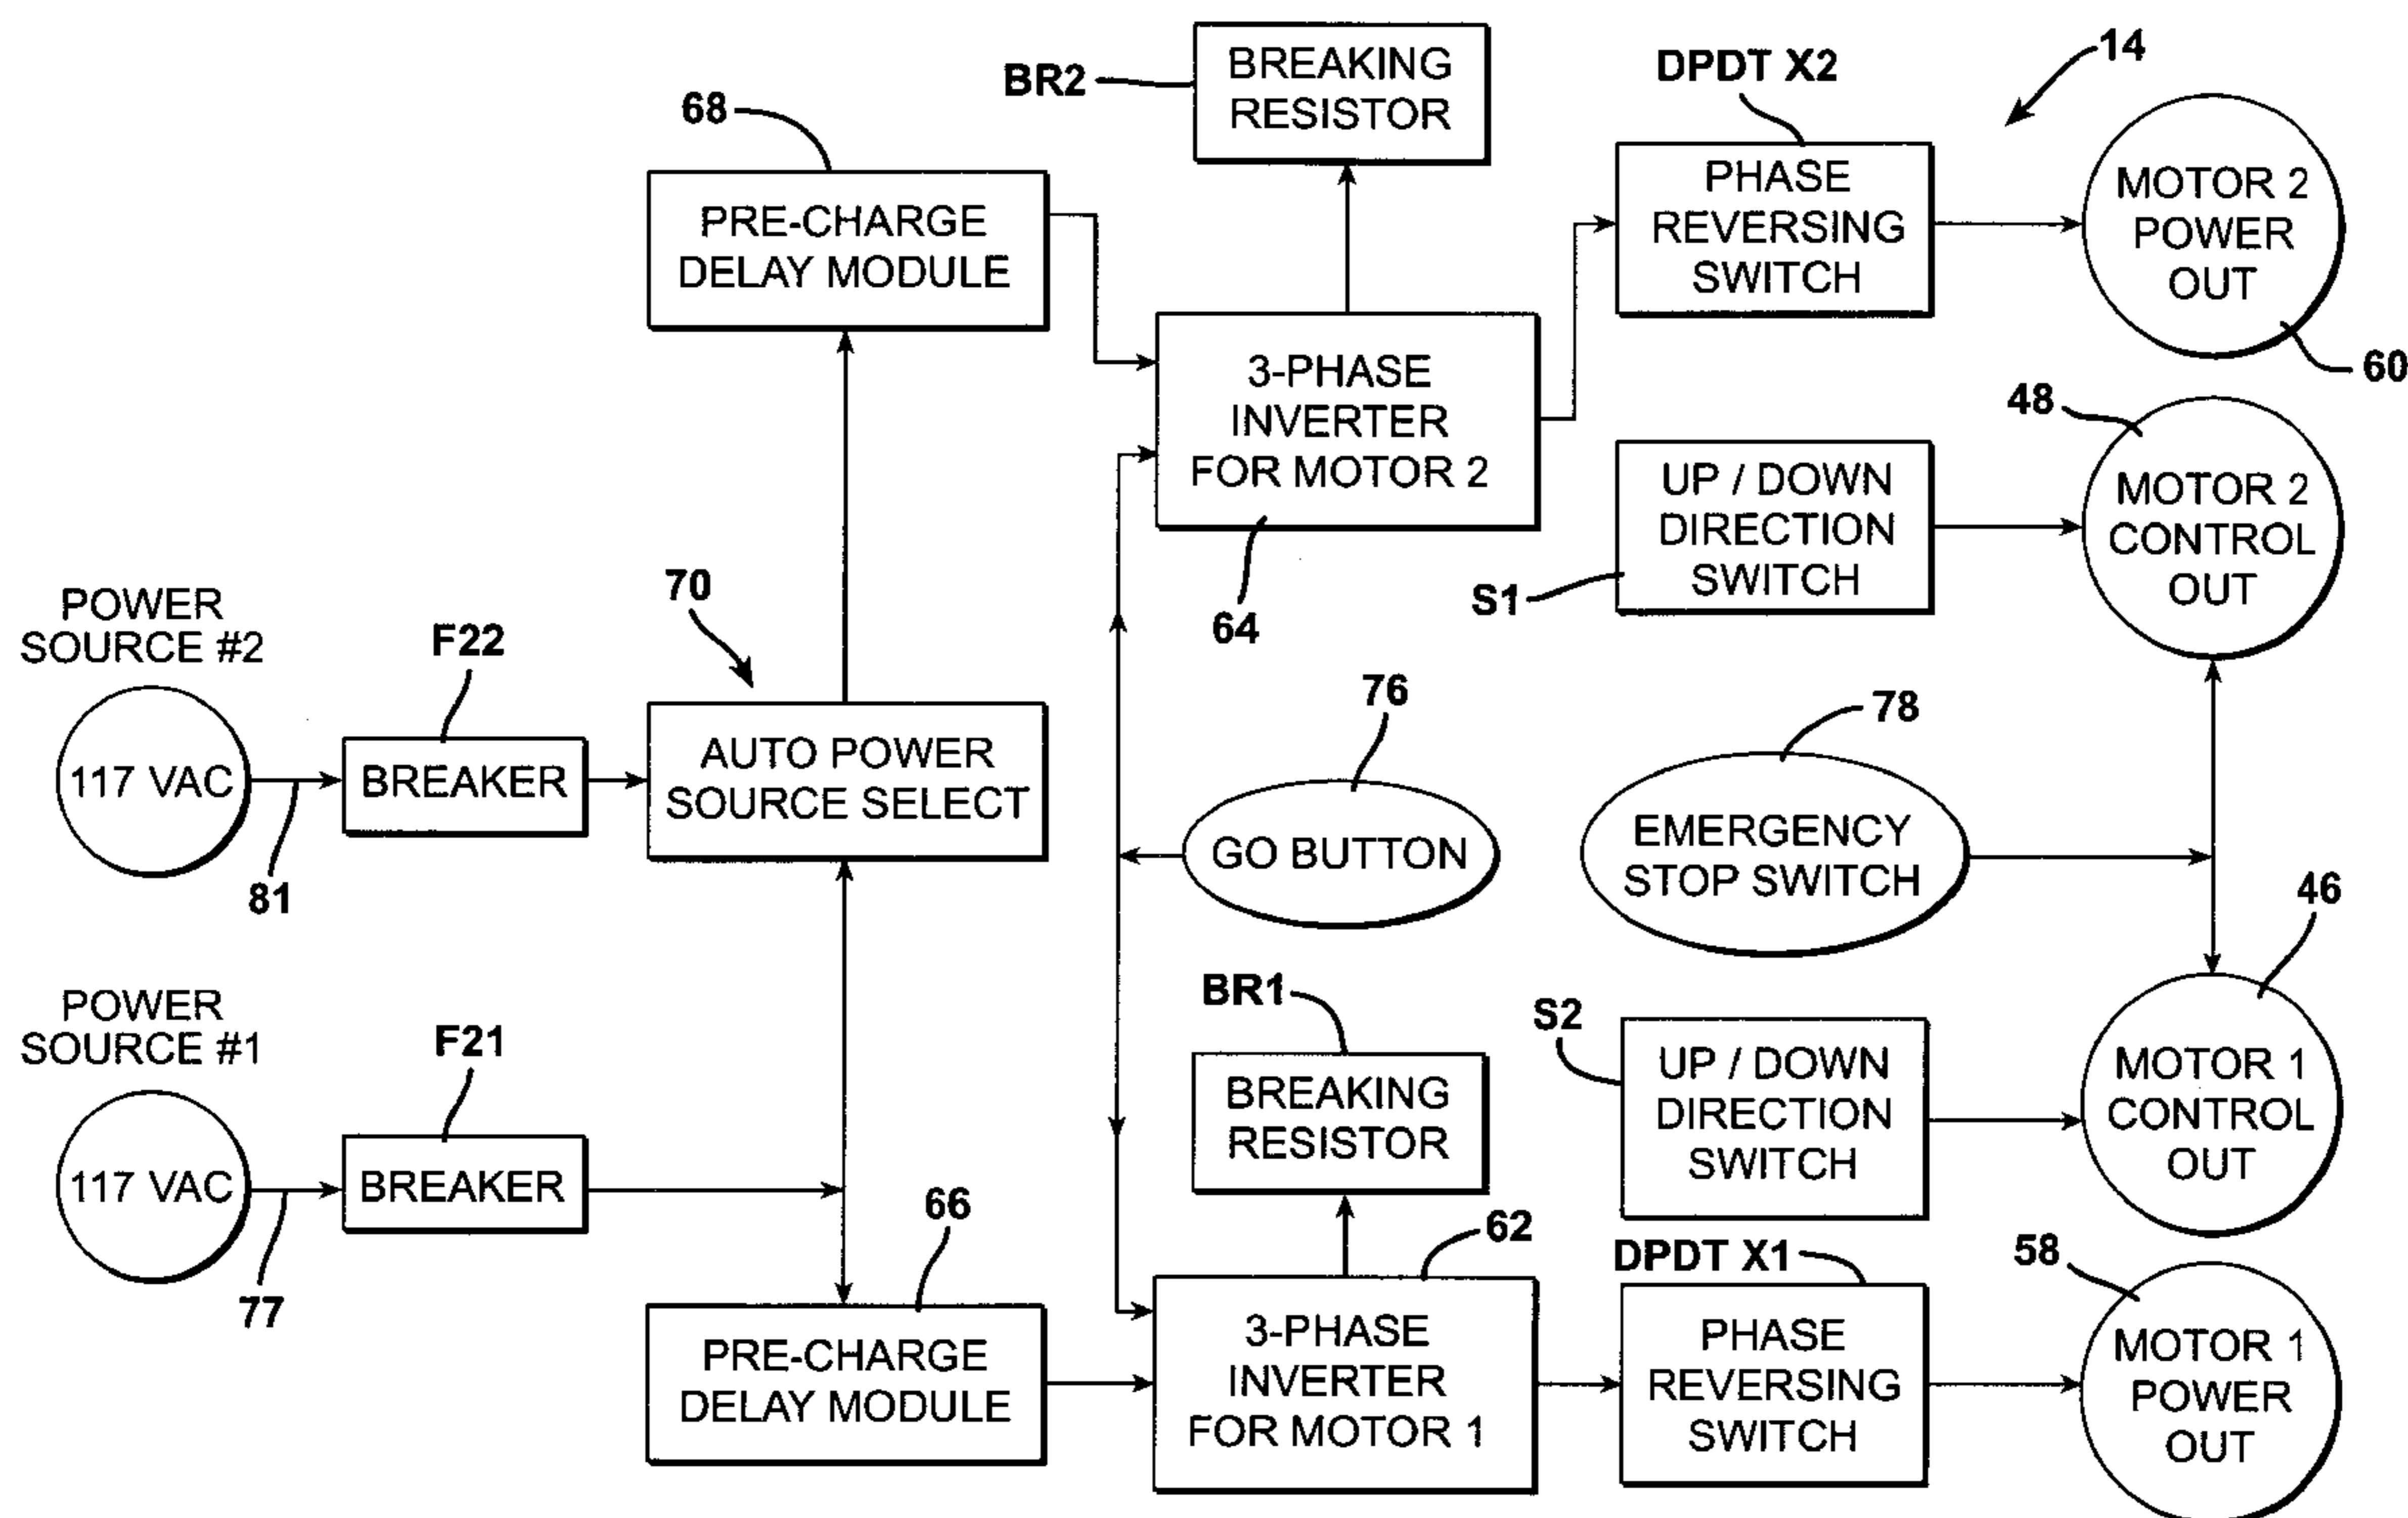 BR2
BREAKING
RESISTOR
DPDT X2
14
68
PRE-CHARGE
DELAY MODULE
PHASE
REVERSING
SWITCH
MOTOR 2
POWER
OUT
60
3-PHASE
INVERTER
FOR MOTOR 2
64
48
UP / DOWN
DIRECTION
SWITCH
S1
MOTOR 2
CONTROL
OUT
POWER
SOURCE #2
117 VAC
81
F22
BREAKER
70
AUTO POWER
SOURCE SELECT
76
GO BUTTON
78
EMERGENCY
STOP SWITCH
46
POWER
SOURCE #1
117 VAC
77
F21
BREAKER
BR1
BREAKING
RESISTOR
S2
UP / DOWN
DIRECTION
SWITCH
MOTOR 1
CONTROL
OUT
66
PRE-CHARGE
DELAY MODULE
62
3-PHASE
INVERTER
FOR MOTOR 1
DPDT X1
PHASE
REVERSING
SWITCH
58
MOTOR 1
POWER
OUT